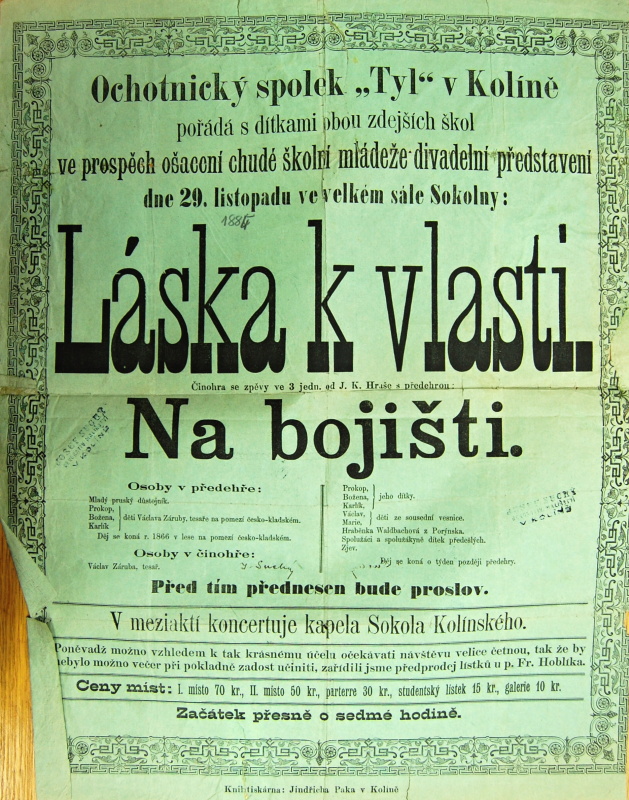 Ochotnický spolek „Tyl“ v Kolíně
pořádá s dítkami obou zdejších škol
ve prospěch ošacení chudé školní mládeže divadelní představení
dne 29. listopadu ve velkém sále Sokolny:
Láska k vlasti.
Činohra se zpěvy ve 3 jedn. od J. K. Hraše s předehrou:
Na bojišti.
Osoby v předehře:
Mladý pruský důstojník.
Prokop,
Božena,
Karlík
děti Václava Záruby, tesaře na pomezí česko-kladském.
Děj se koná r. 1866 v lese na pomezí česko-kladském.
Osoby v činohře:
Václav Záruba, tesař.
J. Suchý
Prokop,
Božena,
Karlík,
jeho dítky.
Václav,
Marie,
děti ze sousední vesnice.
Hraběnka Waldbachová z Porýnska.
Spolužáci a spolužákyně dítek předešlých.
Zjev.
Děj se koná o týden později předehry.
Před tím přednesen bude proslov.
V meziaktí koncertuje kapela Sokola Kolínského.
Poněvadž možno vzhledem k tak krásnému účelu očekávati návštěvu velice četnou, tak že by
nebylo možno večer při pokladně zadost učiniti, zařídili jsme předprodej lístků u p. Fr. Hoblíka.
Ceny míst: I. místo 70 kr., II. místo 50 kr., parterre 30 kr., studentský lístek 15 kr., galerie 10 kr.
Začátek přesně o sedmé hodině.
Knihtiskárna: Jindřicha Paka v Kolíně